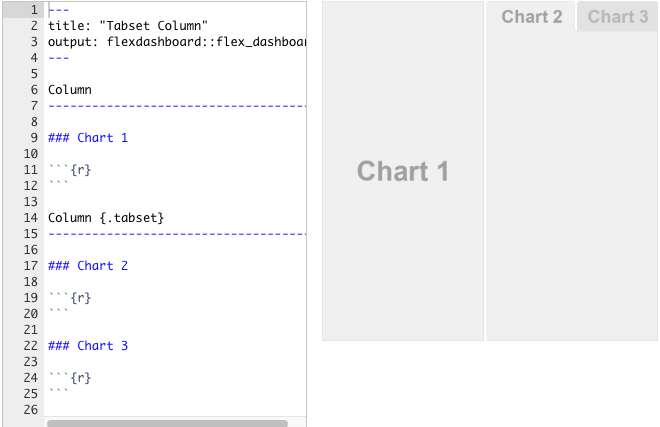 1 ---
2 title: "Tabset Column"
3 output: flexdashboard::flex_dashboar
4 ---
5
6 Column
7 -------------------------------------
8
9 ### Chart 1
10
11 ```{r}
12 ```
13
14 Column {.tabset}
15 -------------------------------------
16
17 ### Chart 2
18
19 ```{r}
20 ```
21
22 ### Chart 3
23
24 ```{r}
25 ```
26
Chart 1
Chart 2
Chart 3